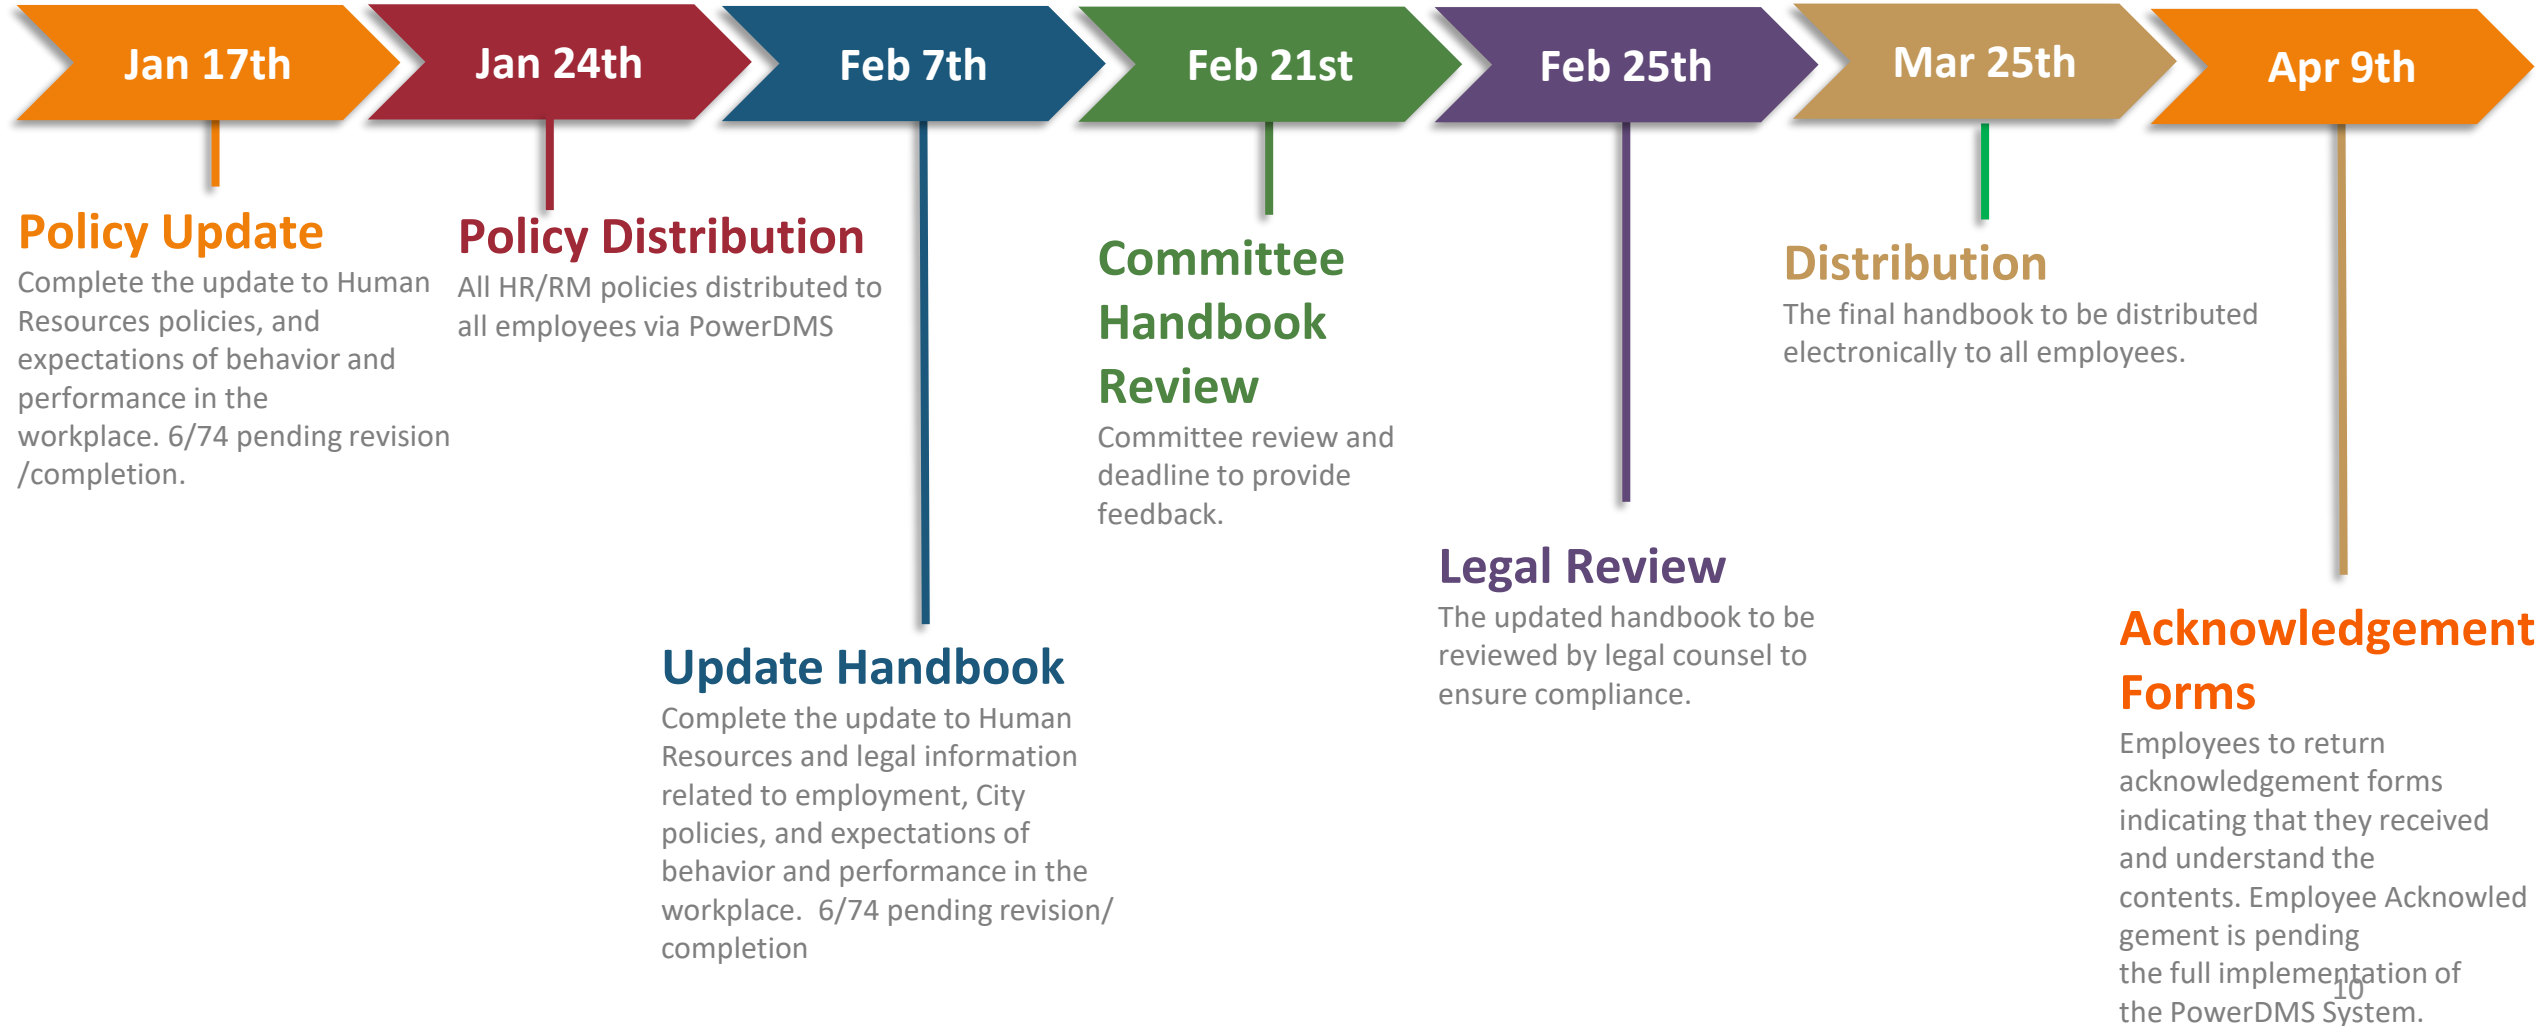 Jan 17th
Jan 24th
Feb 7th
Feb 21st
Feb 25th
Mar 25th
Apr 9th
Policy Update
Complete the update to Human
Resources policies, and
expectations of behavior and
performance in the
workplace. 6/74 pending revision
/completion.
Policy Distribution
All HR/RM policies distributed to
all employees via PowerDMS
Update Handbook
Complete the update to Human
Resources and legal information
related to employment, City
policies, and expectations of
behavior and performance in the
workplace.  6/74 pending revision/
completion
Committee
Handbook
Review
Committee review and
deadline to provide
feedback.
Legal Review
The updated handbook to be
reviewed by legal counsel to
ensure compliance.
Distribution
The final handbook to be distributed
electronically to all employees.
Acknowledgement
Forms
Employees to return
acknowledgement forms
indicating that they received
and understand the
contents. Employee Acknowled
gement is pending
the full implementation of
the PowerDMS System.
10